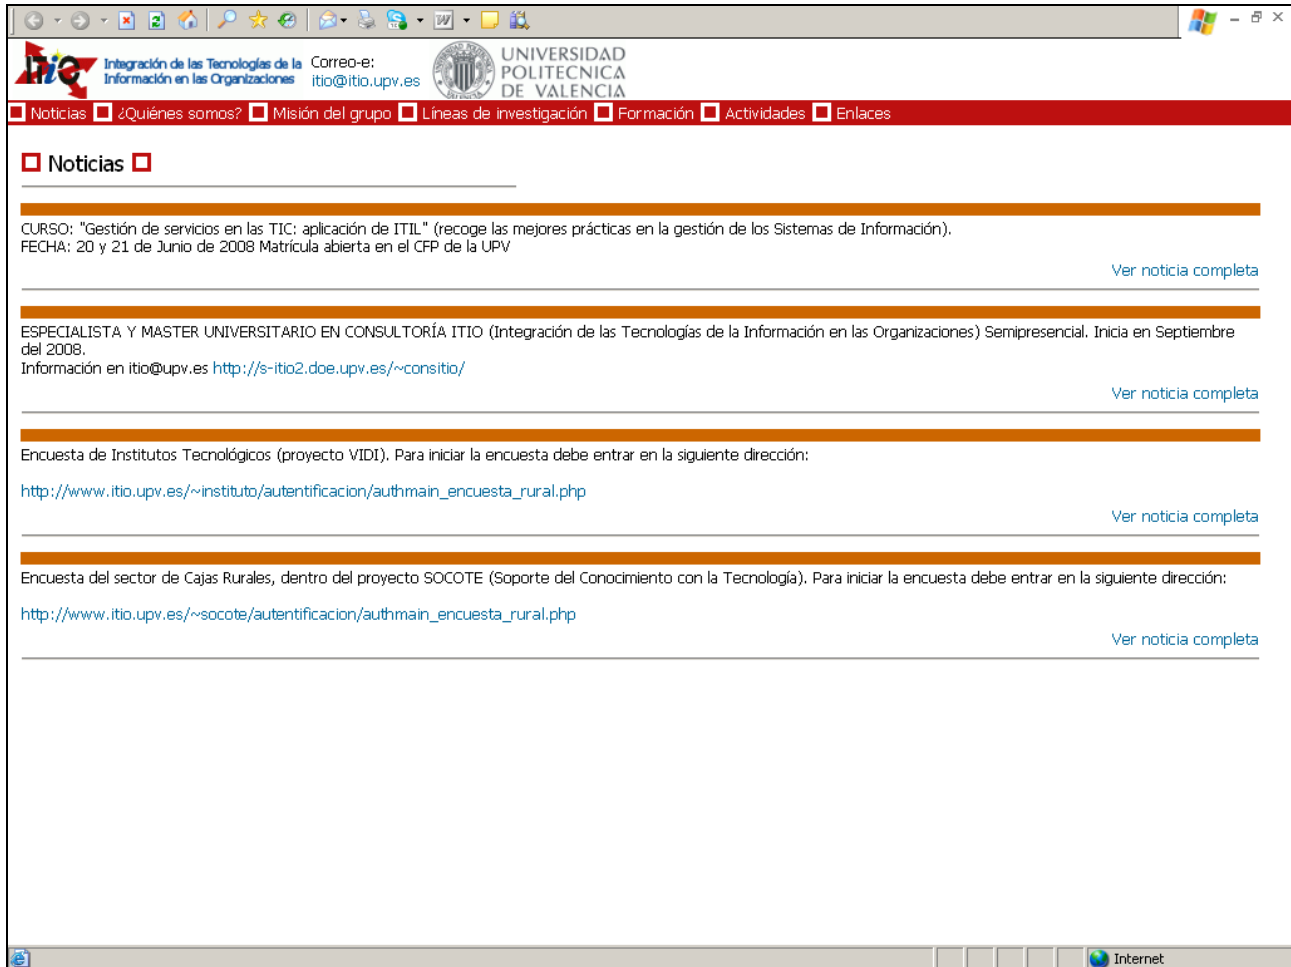 itio
Integración de las Tecnologías de la
Información en las Organizaciones
Correo-e:
itio@itio.upv.es
UNIVERSIDAD
POLITECNICA
DE VALENCIA
Noticias ¿Quiénes somos? Misión del grupo Líneas de investigación Formación Actividades Enlaces
Noticias
CURSO: "Gestión de servicios en las TIC: aplicación de ITIL" (recoge las mejores prácticas en la gestión de los Sistemas de Información).
FECHA: 20 y 21 de Junio de 2008 Matrícula abierta en el CFP de la UPV
Ver noticia completa
ESPECIALISTA Y MASTER UNIVERSITARIO EN CONSULTORÍA ITIO (Integración de las Tecnologías de la Información en las Organizaciones) Semipresencial. Inicia en Septiembre
del 2008.
Información en itio@upv.es http://s-itio2.doe.upv.es/~consitio/
Ver noticia completa
Encuesta de Institutos Tecnológicos (proyecto VIDI). Para iniciar la encuesta debe entrar en la siguiente dirección:
http://www.itio.upv.es/~instituto/autentificacion/authmain_encuesta_rural.php
Ver noticia completa
Encuesta del sector de Cajas Rurales, dentro del proyecto SOCOTE (Soporte del Conocimiento con la Tecnología). Para iniciar la encuesta debe entrar en la siguiente dirección:
http://www.itio.upv.es/~socote/autentificacion/authmain_encuesta_rural.php
Ver noticia completa
Internet